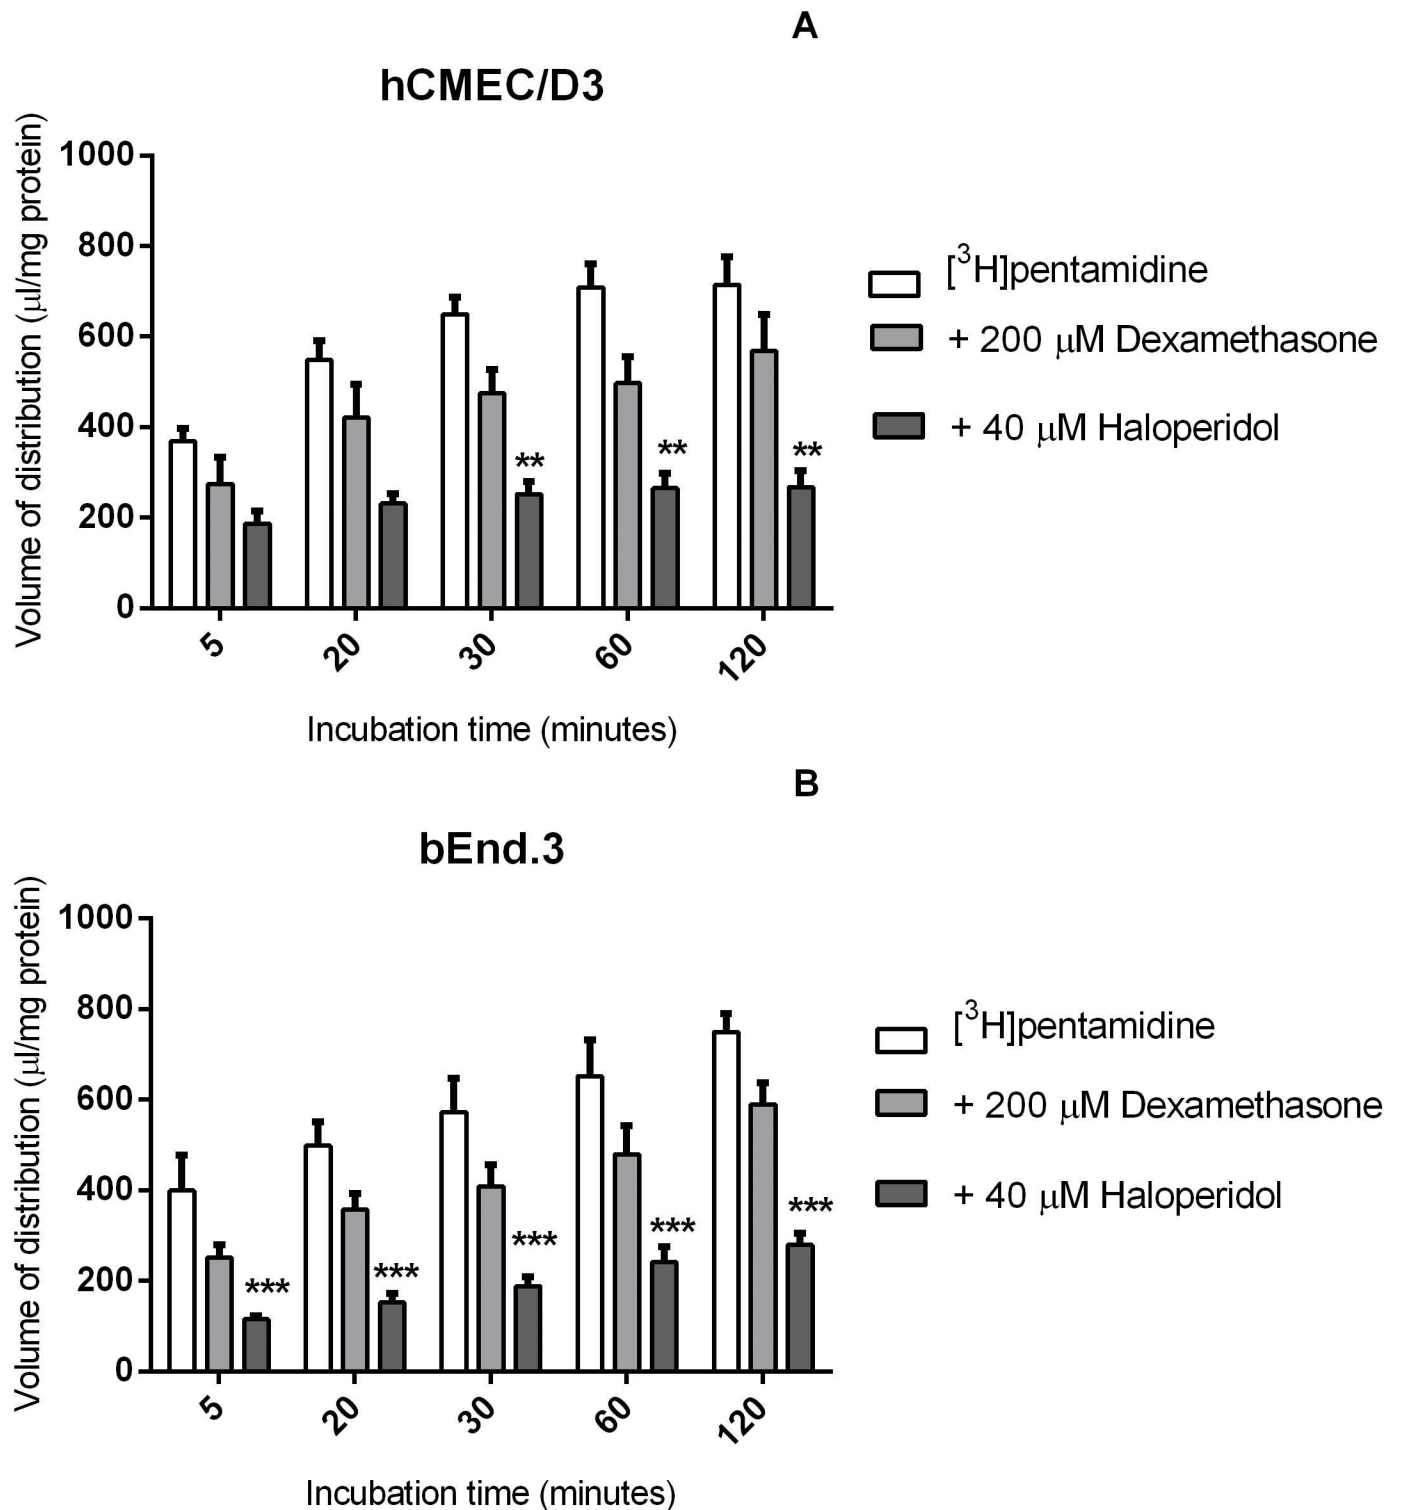 A
hCMEC/D3
Volume of distribution (µl/mg protein)
1000
800
600
400
200
0
**
**
**
5
20
30
60
120
Incubation time (minutes)
[³H]pentamidine
+ 200 µM Dexamethasone
+ 40 µM Haloperidol
B
bEnd.3
Volume of distribution (µl/mg protein)
1000
800
600
400
200
0
***
***
***
***
***
5
20
30
60
120
Incubation time (minutes)
[³H]pentamidine
+ 200 µM Dexamethasone
+ 40 µM Haloperidol